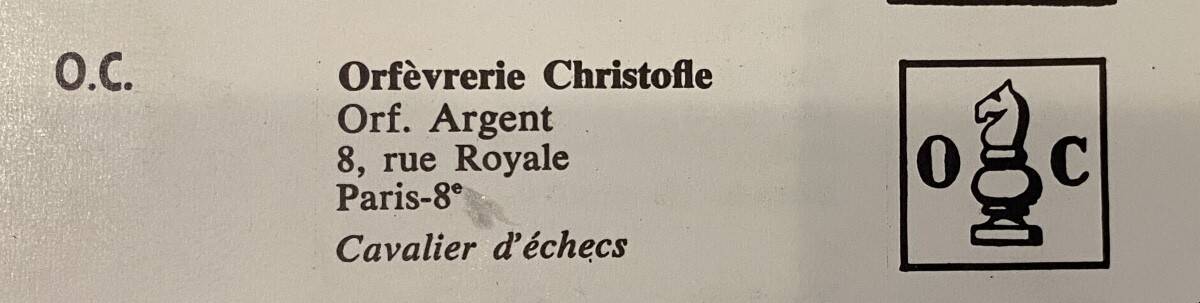 O.C.
Orfèvrerie Christofle
Orf. Argent
8, rue Royale
Paris-8e
Cavalier d'échecs
O C